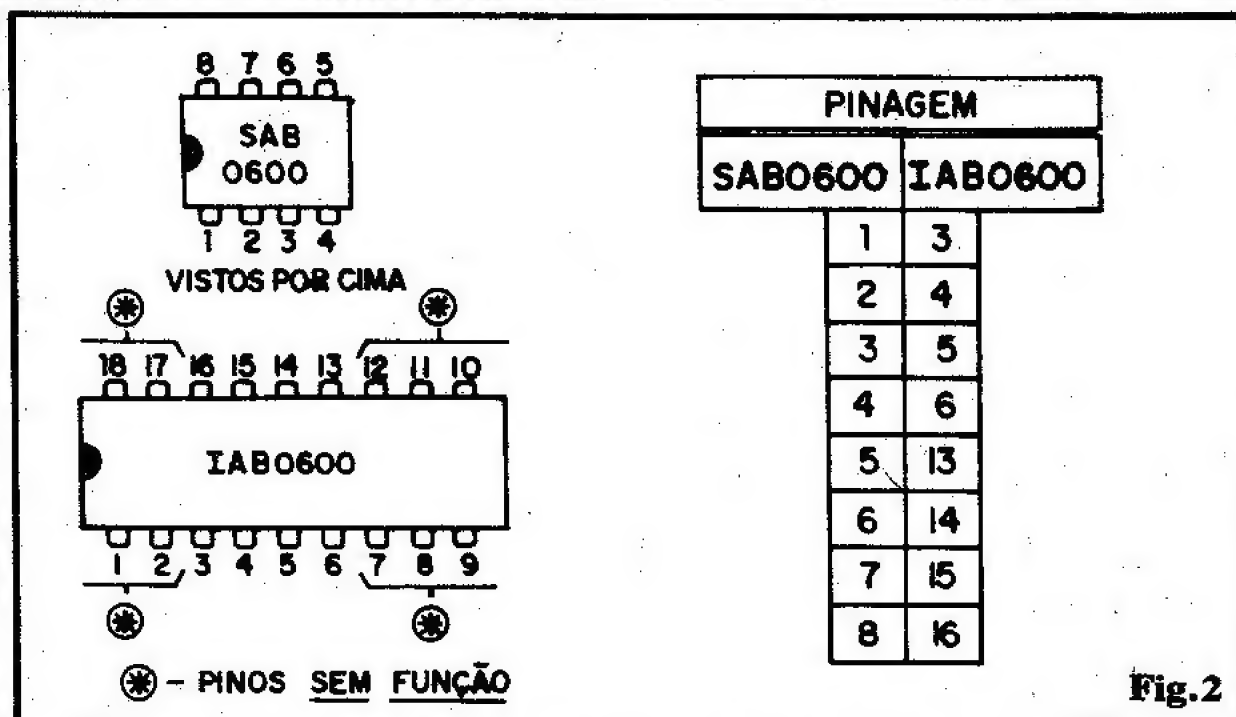 8 7 6 5
SAB
0600
1 2 3 4
VISTOS POR CIMA
18 17 16 15 14 13 12 11 10
IAB0600
1 2 3 4 5 6 7 8 9
✱ - PINOS SEM FUNÇÃO
PINAGEM
SAB0600 IAB0600
1 3
2 4
3 5
4 6
5 13
6 14
7 15
8 16
Fig.2